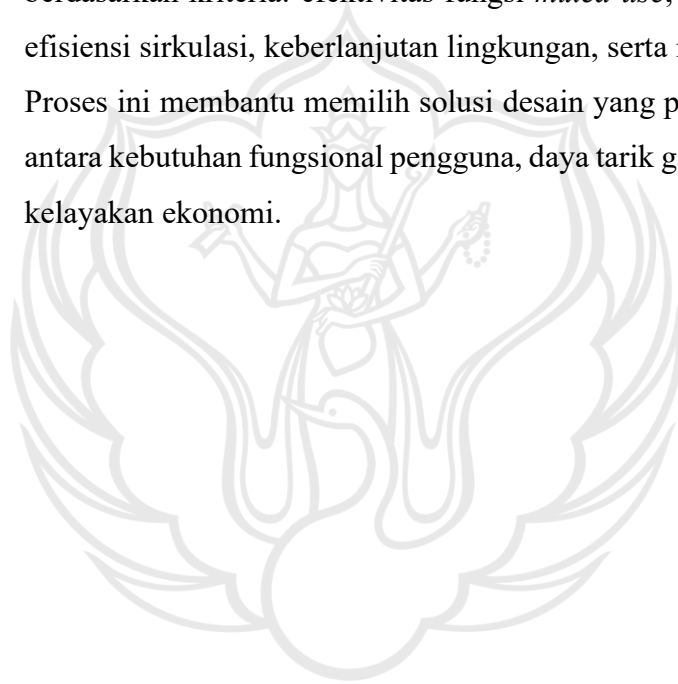 berdasarkan kriteria: efektivitas fungsi mixed use,
efisiensi sirkulasi, keberlanjutan lingkungan, serta
Proses ini membantu memilih solusi desain yang
antara kebutuhan fungsional pengguna, daya tarik
kelayakan ekonomi.